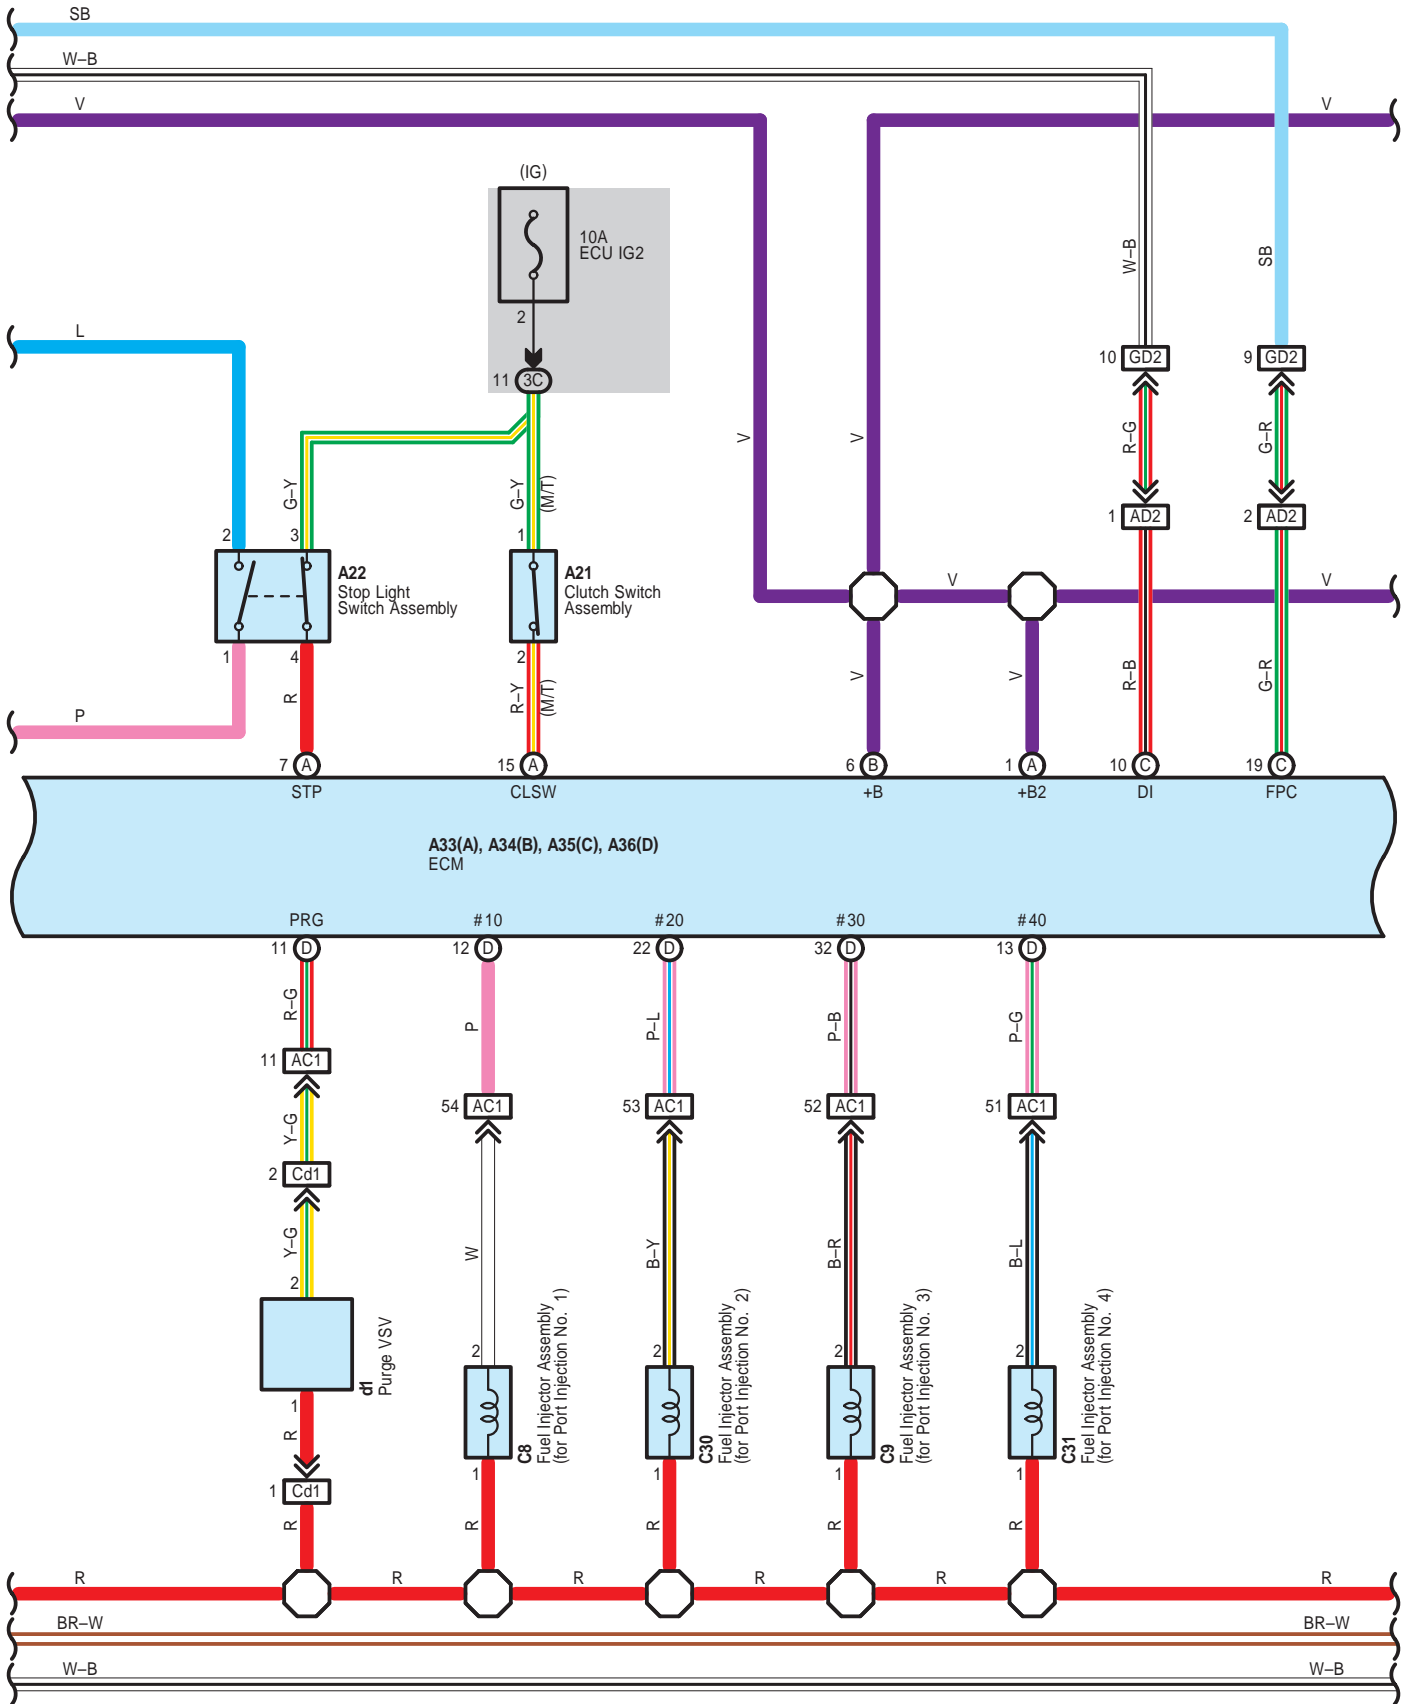 SB
W–B
V
V
(IG)
10A
ECU IG2
2
11 3C
W–B
SB
L
10 GD2
9 GD2
V
V
R–G
G–R
G–Y
G–Y
(M/T)
1 AD2
2 AD2
2
3
1
A22
Stop Light
Switch Assembly
A21
Clutch Switch
Assembly
V
V
1
4
2
R
R–Y
(M/T)
V
V
R–B
G–R
P
7 A
15 A
6 B
1 A
10 C
19 C
STP
CLSW
+B
+B2
DI
FPC
A33(A), A34(B), A35(C), A36(D)
ECM
PRG
#10
#20
#30
#40
11 D
12 D
22 D
32 D
13 D
R–G
P
P–L
P–B
P–G
11 AC1
54 AC1
53 AC1
52 AC1
51 AC1
Y–G
2 Cd1
Y–G
W
B–Y
B–R
B–L
2
2
2
2
2
d1
Purge VSV
C8
Fuel Injector Assembly
(for Port Injection No. 1)
C30
Fuel Injector Assembly
(for Port Injection No. 2)
C9
Fuel Injector Assembly
(for Port Injection No. 3)
C31
Fuel Injector Assembly
(for Port Injection No. 4)
1
R
1
1
1
1
1 Cd1
R
R
R
R
R
R
R
R
R
R
R
BR–W
BR–W
W–B
W–B